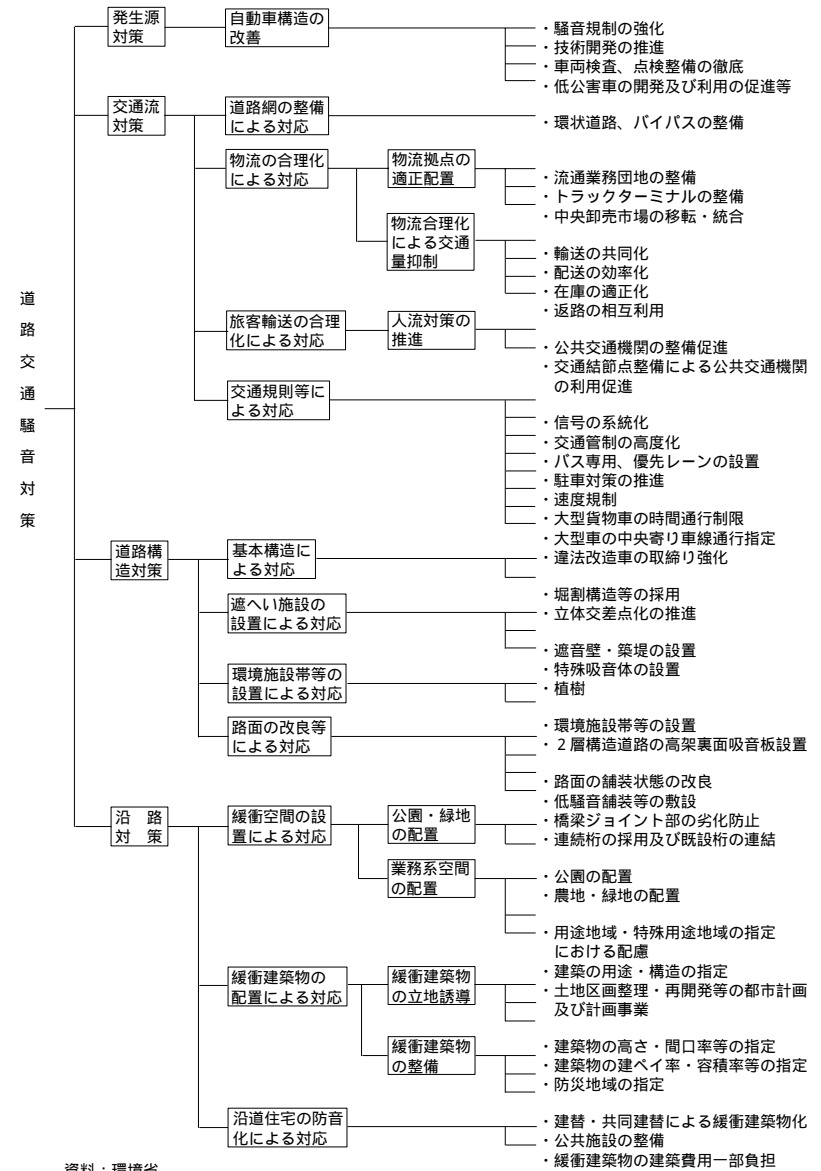 道路交通騒音対策
発生源
対策
自動車構造の
改善
・騒音規制の強化
・技術開発の推進
・車両検査、点検整備の徹底
・低公害車の開発及び利用の促進等
交通流
対策
道路網の整備
による対応
・環状道路、バイパスの整備
物流の合理化
による対応
物流拠点の
適正配置
・流通業務団地の整備
・トラックターミナルの整備
・中央卸売市場の移転・統合
物流合理化
による交通
量抑制
・輸送の共同化
・配送の効率化
・在庫の適正化
・返路の相互利用
旅客輸送の合理
化による対応
人流対策の
推進
・公共交通機関の整備促進
・交通結節点整備による公共交通機関
の利用促進
交通規則等に
よる対応
・信号の系統化
・交通管制の高度化
・バス専用、優先レーンの設置
・駐車対策の推進
・速度規制
・大型貨物車の時間通行制限
・大型車の中央寄り車線通行指定
・違法改造車の取締り強化
道路構
造対策
基本構造に
よる対応
・堀割構造等の採用
・立体交差点化の推進
遮へい施設の
設置による対応
・遮音壁・築堤の設置
・特殊吸音体の設置
・植樹
環境施設帯等の
設置による対応
・環境施設帯等の設置
・２層構造道路の高架裏面吸音板設置
路面の改良等
による対応
・路面の舗装状態の改良
・低騒音舗装等の敷設
・橋梁ジョイント部の劣化防止
・連続桁の採用及び既設桁の連結
沿　路
対　策
緩衝空間の設
置による対応
公園・緑地
の配置
・公園の配置
・農地・緑地の配置
業務系空間
の配置
・用途地域・特殊用途地域の指定
における配慮
・建築の用途・構造の指定
・土地区画整理・再開発等の都市計画
及び計画事業
緩衝建築物の
配置による対応
緩衝建築物
の立地誘導
・建築物の高さ・間口率等の指定
・建築物の建ペイ率・容積率等の指定
・防災地域の指定
緩衝建築物
の整備
・建替・共同建替による緩衝建築物化
・公共施設の整備
・緩衝建築物の建築費用一部負担
沿道住宅の防音
化による対応
資料：環境省